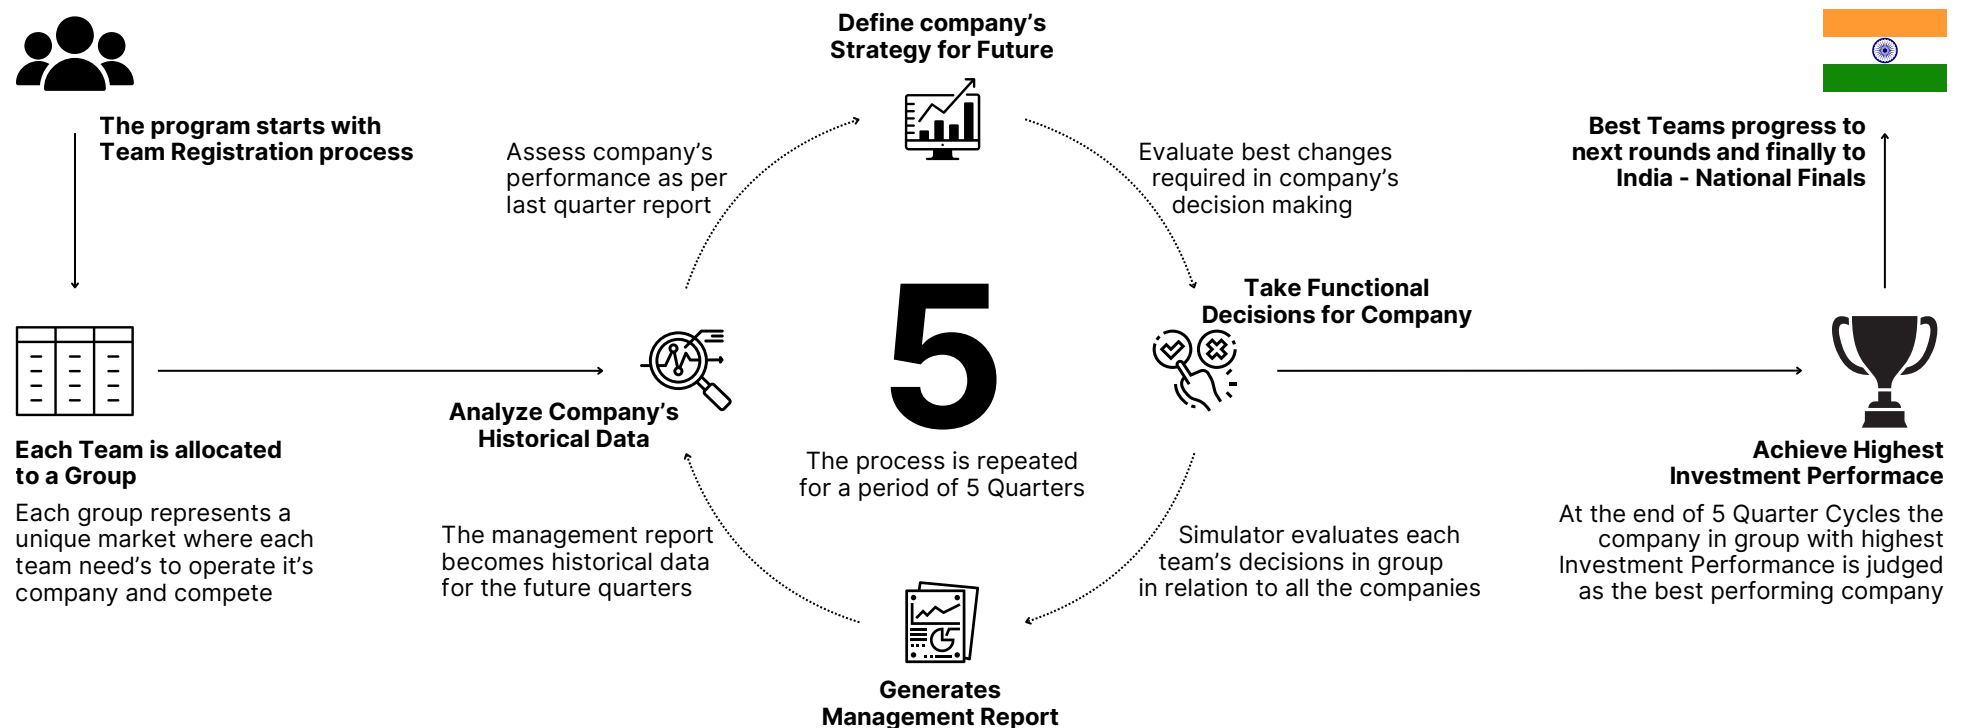 The program starts with
Team Registration process
Each Team is allocated
to a Group
Each group represents a
unique market where each
team need's to operate it's
company and compete
Analyze Company's
Historical Data
Assess company's
performance as per
last quarter report
Define company's
Strategy for Future
Evaluate best changes
required in company's
decision making
Take Functional
Decisions for Company
Simulator evaluates each
team's decisions in group
in relation to all the companies
Generates
Management Report
The management report
becomes historical data
for the future quarters
5
The process is repeated
for a period of 5 Quarters
Achieve Highest
Investment Performace
At the end of 5 Quarter Cycles the
company in group with highest
Investment Performance is judged
as the best performing company
Best Teams progress to
next rounds and finally to
India - National Finals